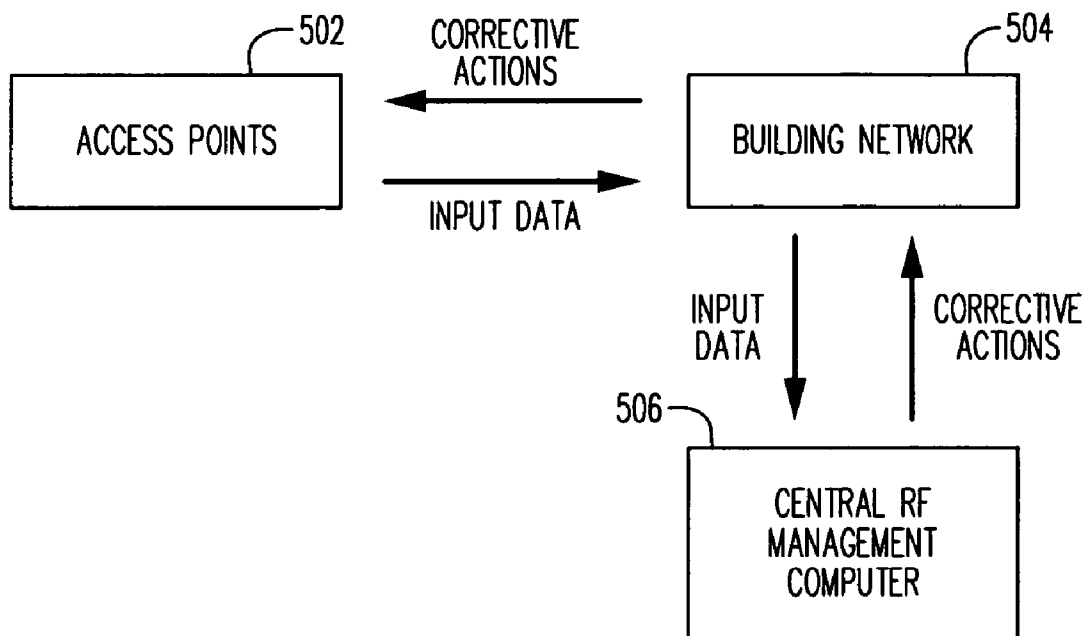 502
CORRECTIVE
ACTIONS
504
ACCESS POINTS
BUILDING NETWORK
INPUT DATA
INPUT
DATA
CORRECTIVE
ACTIONS
506
CENTRAL RF
MANAGEMENT
COMPUTER